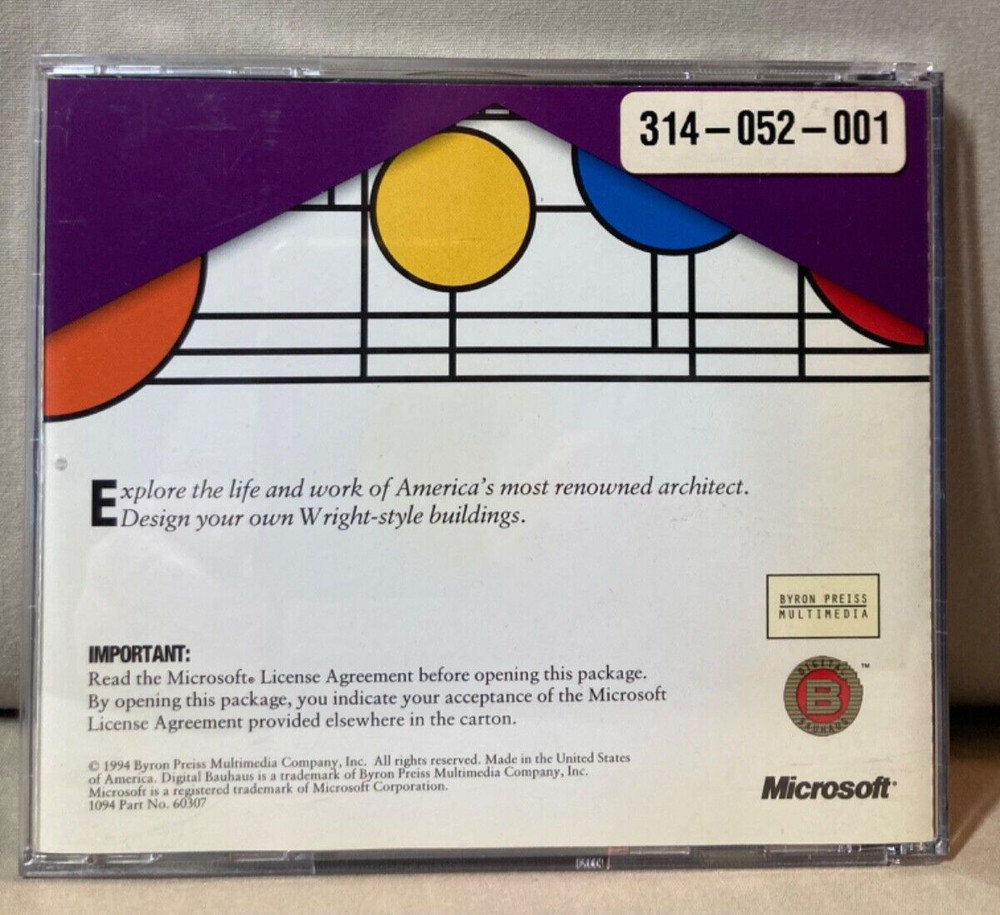 314-052-001
Explore the life and work of America's most renowned architect.
Design your own Wright-style buildings.
BYRON PREISS
MULTIMEDIA
IMPORTANT:
Read the Microsoft® License Agreement before opening this package.
By opening this package, you indicate your acceptance of the Microsoft
License Agreement provided elsewhere in the carton.
DIGITAL ™
B
BAUHAUS
© 1994 Byron Preiss Multimedia Company, Inc. All rights reserved. Made in the United States
of America. Digital Bauhaus is a trademark of Byron Preiss Multimedia Company, Inc.
Microsoft is a registered trademark of Microsoft Corporation.
1094 Part No. 60307
Microsoft®